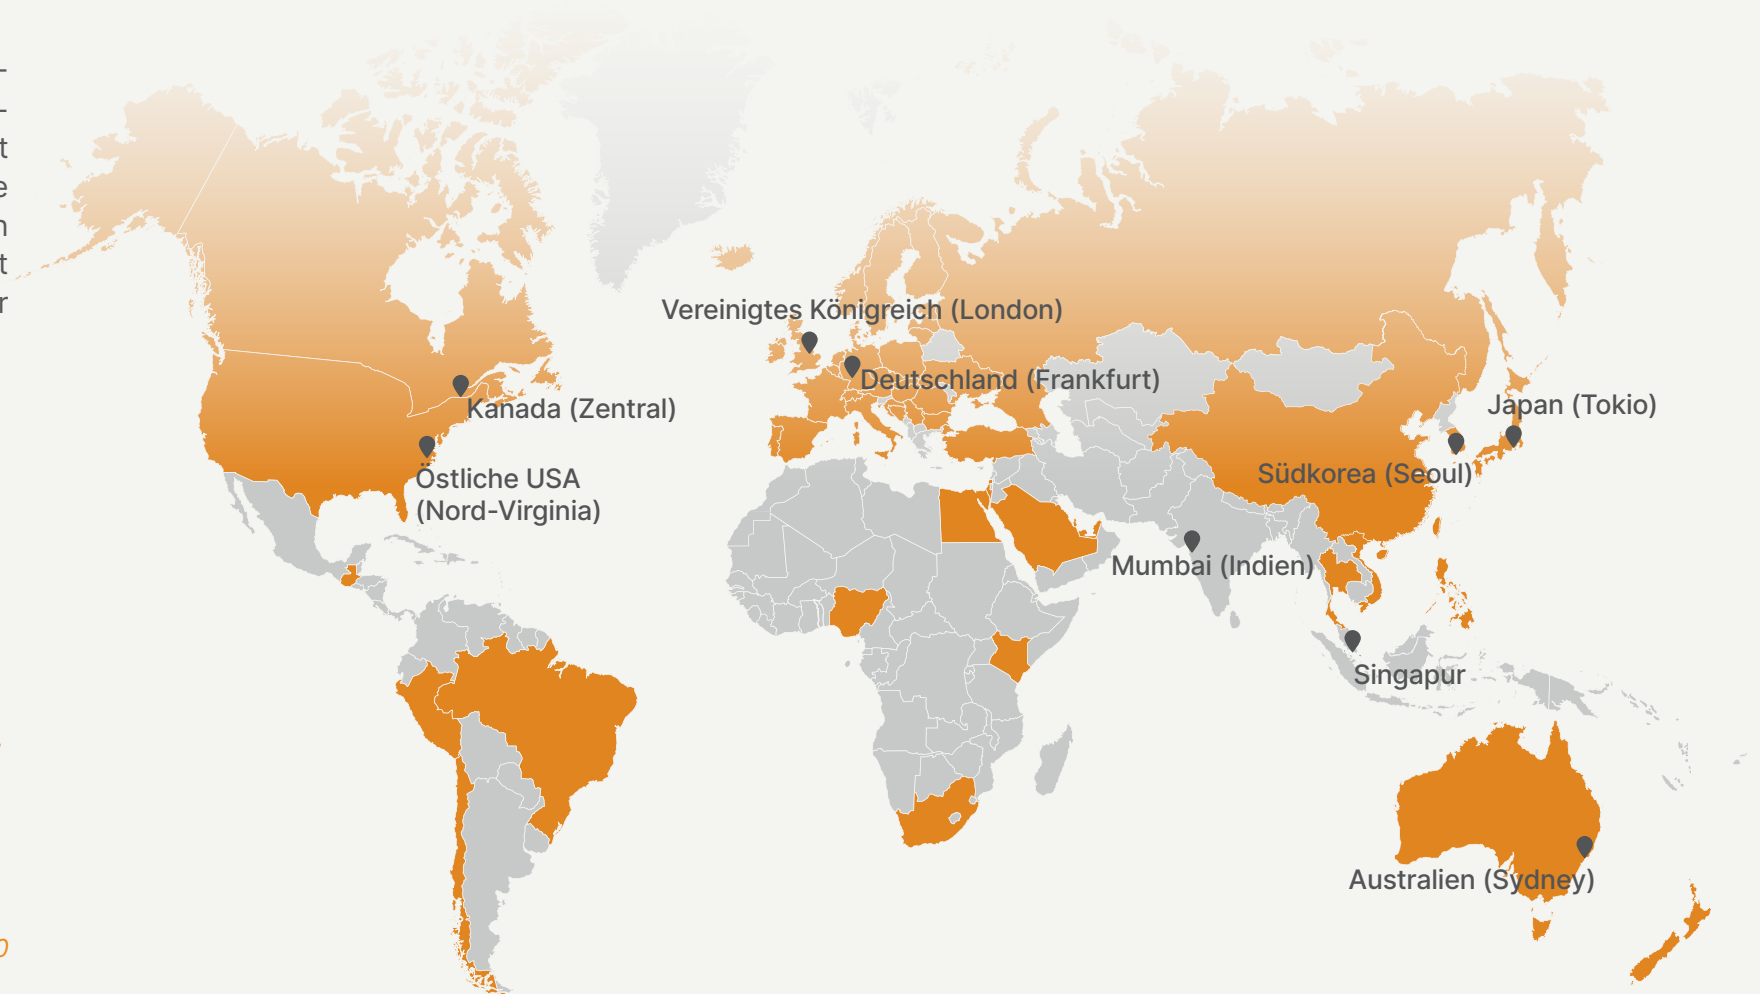 Vereinigtes Königreich (London)
Deutschland (Frankfurt)
Kanada (Zentral)
Japan (Tokio)
Östliche USA
(Nord-Virginia)
Südkorea (Seoul)
Mumbai (Indien)
Singapur
Australien (Sydney)